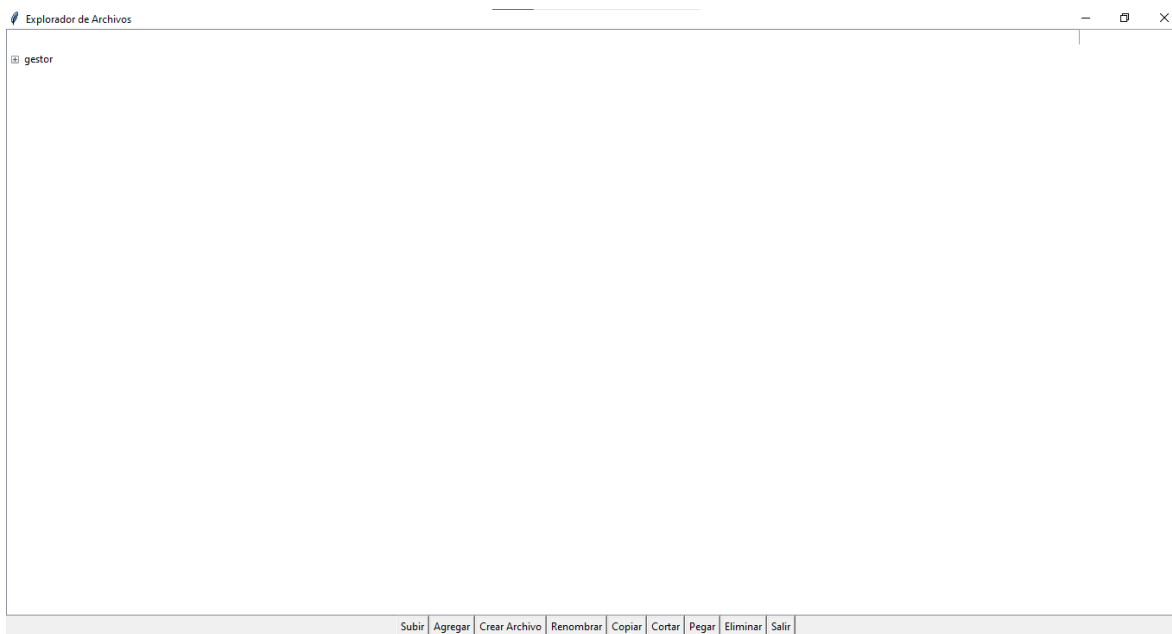 Explorador de Archivos
gestor
Subir Agregar Crear Archivo Renombrar Copiar Cortar Pegar Eliminar Salir